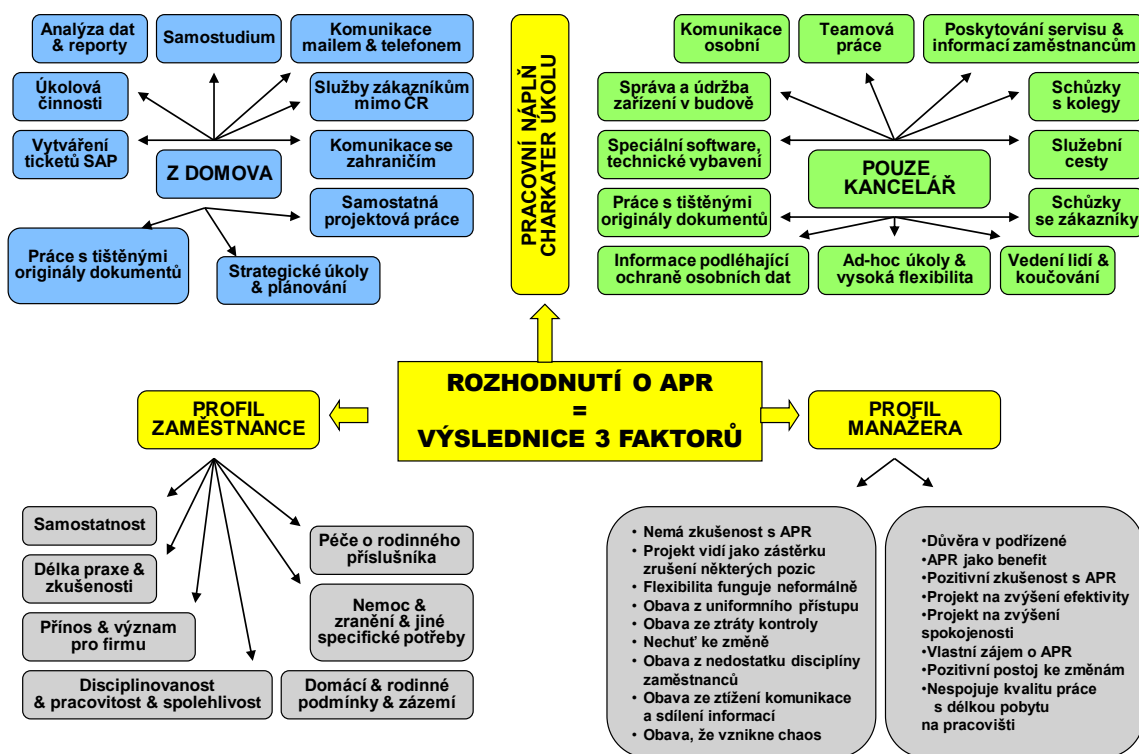 Analýza dat
& reporty
Samostudium
Komunikace
mailem & telefonem
Úkolová
činnosti
Služby zákazníkům
mimo ČR
Vytváření
ticketů SAP
Z DOMOVA
Komunikace se
zahraničím
Samostatná
projektová práce
Práce s tištěnými
originály dokumentů
Strategické úkoly
& plánování
PRACOVNÍ NÁPLŇ
CHARKATER ÚKOLU
Komunikace
osobní
Teamová
práce
Poskytování servisu &
informací zaměstnancům
Správa a údržba
zařízení v budově
Schůzky
s kolegy
Speciální software,
technické vybavení
POUZE
KANCELÁŘ
Služební
cesty
Práce s tištěnými
originály dokumentů
Schůzky
se zákazníky
Informace podléhající
ochraně osobních dat
Ad-hoc úkoly &
vysoká flexibilita
Vedení lidí &
koučování
ROZHODNUTÍ O APR
=
VÝSLEDNICE 3 FAKTORŮ
PROFIL
ZAMĚSTNANCE
PROFIL
MANAŽERA
Samostatnost
Délka praxe &
zkušenosti
Přínos & význam
pro firmu
Disciplinovanost
& pracovitost & spolehlivost
Péče o rodinného
příslušníka
Nemoc &
zranění & jiné
specifické potřeby
Domácí & rodinné
podmínky & zázemí
• Nemá zkušenost s APR
• Projekt vidí jako zástěrku
zrušení některých pozic
• Flexibilita funguje neformálně
• Obava z uniformního přístupu
• Obava ze ztráty kontroly
• Nechuť ke změně
• Obava z nedostatku disciplíny
zaměstnanců
• Obava ze ztížení komunikace
a sdílení informací
• Obava, že vznikne chaos
•Důvěra v podřízené
•APR jako benefit
•Pozitivní zkušenost s APR
•Projekt na zvýšení efektivity
•Projekt na zvýšení
spokojenosti
•Vlastní zájem o APR
•Pozitivní postoj ke změnám
•Nespojuje kvalitu práce
s délkou pobytu
na pracovišti